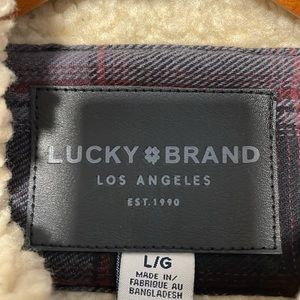 LUCKY BRAND
LOS ANGELES
EST. 1990
L/G
MADE IN/
FABRIQUE AU
BANGLADESH